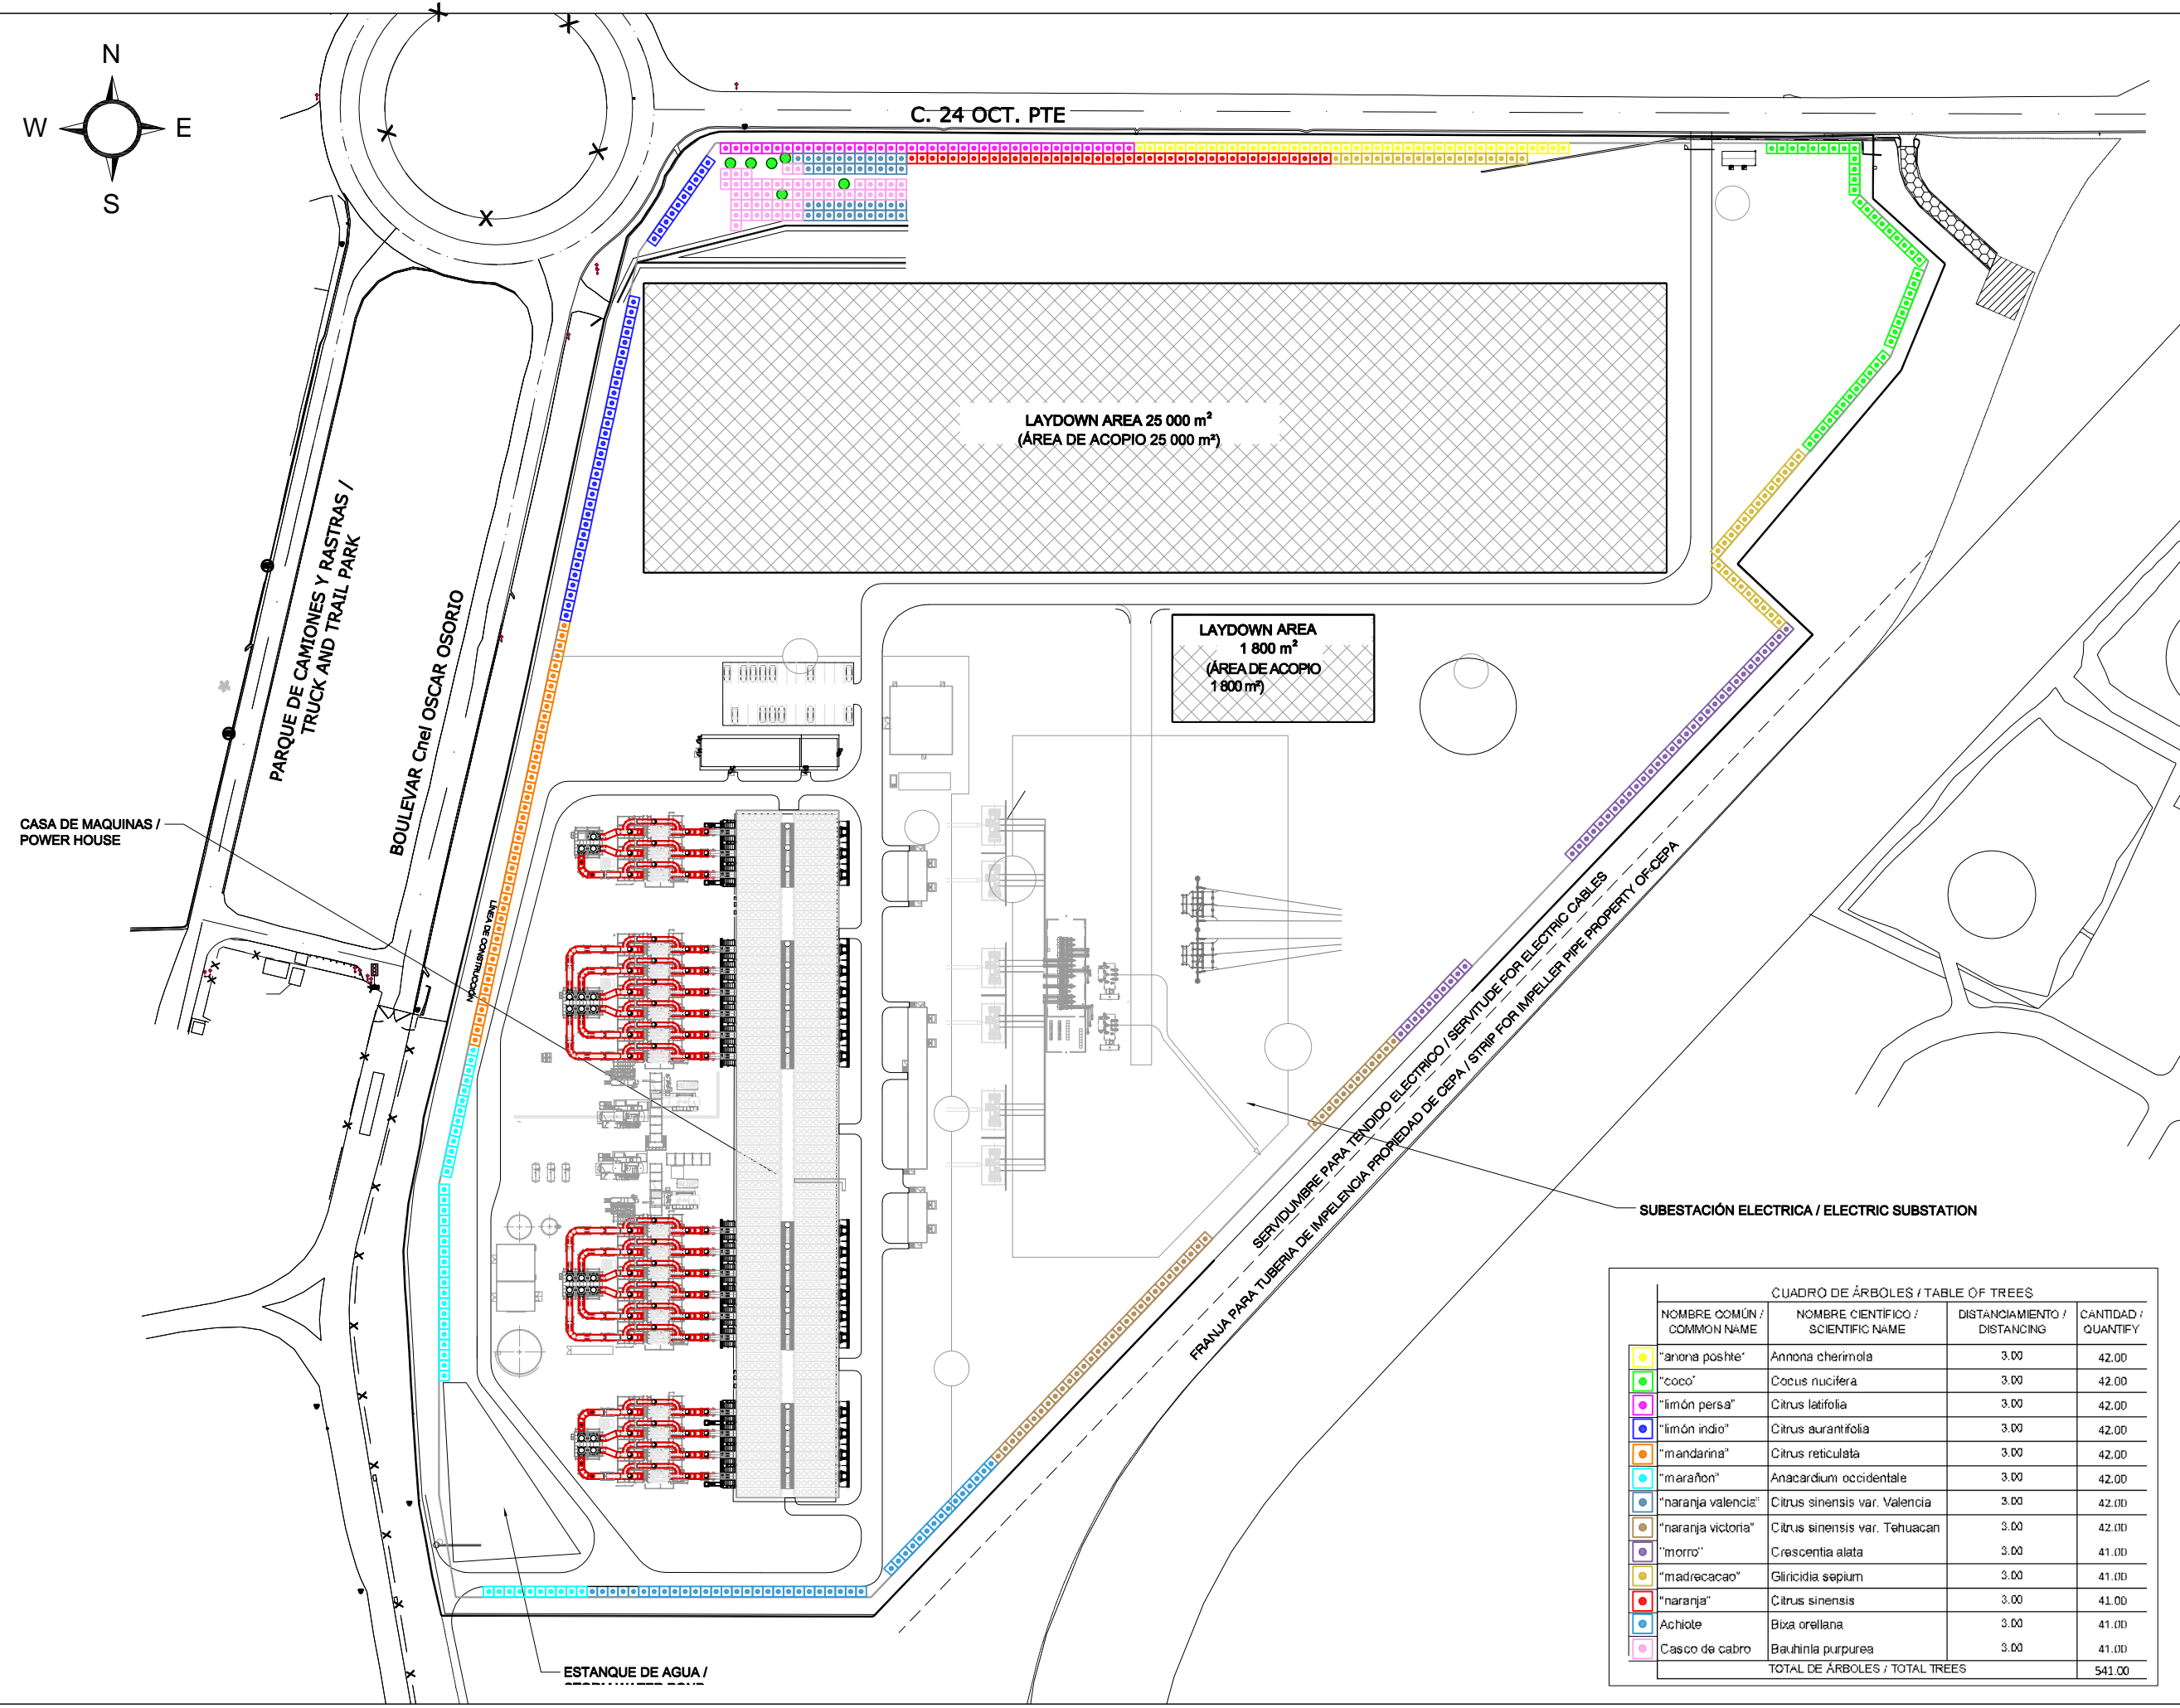 N
W E
S
C. 24 OCT. PTE
LAYDOWN AREA 25 000 m²
(ÁREA DE ACOPIO 25 000 m²)
PARQUE DE CAMIONES Y RASTRAS /
TRUCK AND TRAIL PARK
BOULEVAR Cnel OSCAR OSORIO
LAYDOWN AREA
1 800 m²
(ÁREA DE ACOPIO
1 800 m²)
CASA DE MAQUINAS /
POWER HOUSE
LÍNEA DE CONSTRUCCIÓN
SERVIDUMBRE PARA TENDIDO ELECTRICO / SERVITUDE FOR ELECTRIC CABLES
FRANJA PARA TUBERIA DE IMPELENCIA PROPIEDAD DE CEPA / STRIP FOR IMPELLER PIPE PROPERTY OF CEPA
SUBESTACIÓN ELECTRICA / ELECTRIC SUBSTATION
ESTANQUE DE AGUA /
STORM WATER POND
CUADRO DE ÁRBOLES / TABLE OF TREES
NOMBRE COMÚN / NOMBRE CIENTÍFICO / DISTANCIAMIENTO / CANTIDAD /
COMMON NAME SCIENTIFIC NAME DISTANCING QUANTIFY
"anona poshte" Annona cherimola 3.00 42.00
"coco" Cocus nucifera 3.00 42.00
"limón persa" Citrus latifolia 3.00 42.00
"limón indio" Citrus aurantifolia 3.00 42.00
"mandarina" Citrus reticulata 3.00 42.00
"marañon" Anacardium occidentale 3.00 42.00
"naranja valencia" Citrus sinensis var. Valencia 3.00 42.00
"naranja victoria" Citrus sinensis var. Tehuacan 3.00 42.00
"morro" Crescentia alata 3.00 41.00
"madrecacao" Gliricidia sepium 3.00 41.00
"naranja" Citrus sinensis 3.00 41.00
Achiote Bixa orellana 3.00 41.00
Casco de cabro Bauhinia purpurea 3.00 41.00
TOTAL DE ÁRBOLES / TOTAL TREES 541.00